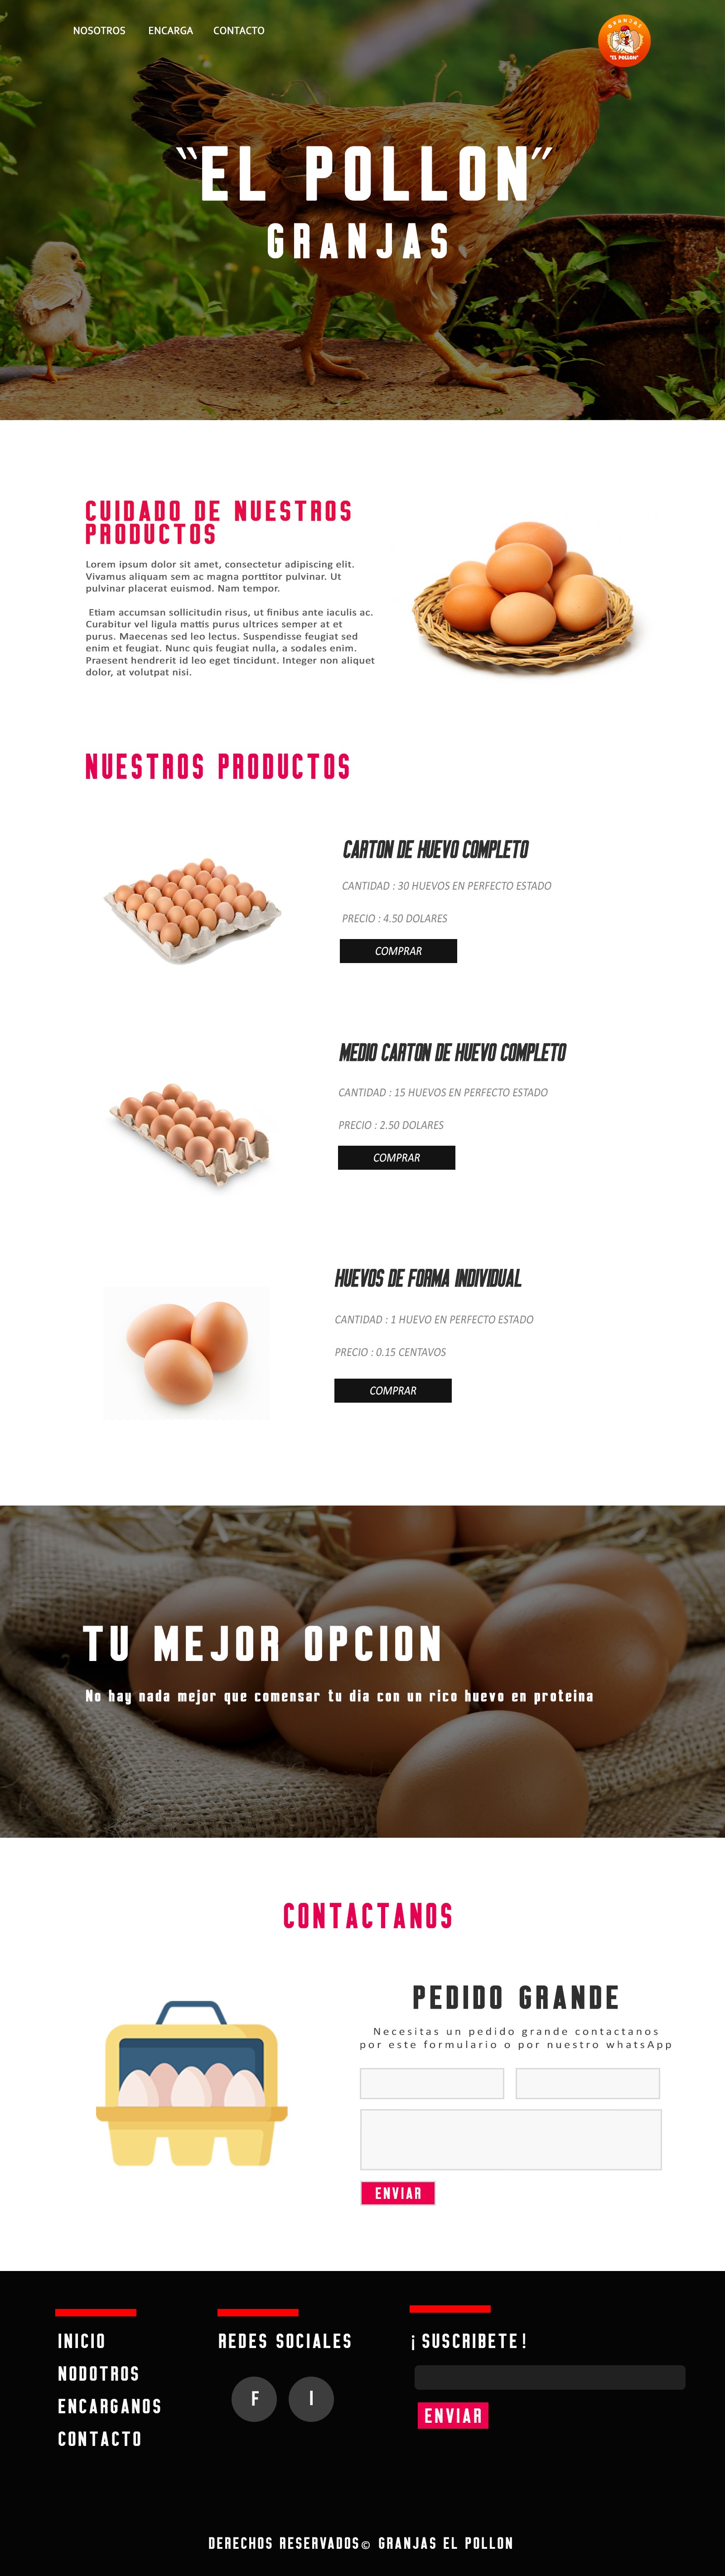 NOSOTROS ENCARGA CONTACTO
GRANJAS
"EL POLLON"
"EL POLLON"
GRANJAS
CUIDADO DE NUESTROS
PRODUCTOS
Lorem ipsum dolor sit amet, consectetur adipiscing elit.
Vivamus aliquam sem ac magna porttitor pulvinar. Ut
pulvinar placerat euismod. Nam tempor.
Etiam accumsan sollicitudin risus, ut finibus ante iaculis ac.
Curabitur vel ligula mattis purus ultrices semper at et
purus. Maecenas sed leo lectus. Suspendisse feugiat sed
enim et feugiat. Nunc quis feugiat nulla, a sodales enim.
Praesent hendrerit id leo eget tincidunt. Integer non aliquet
dolor, at volutpat nisi.
NUESTROS PRODUCTOS
CARTON DE HUEVO COMPLETO
CANTIDAD : 30 HUEVOS EN PERFECTO ESTADO
PRECIO : 4.50 DOLARES
COMPRAR
MEDIO CARTON DE HUEVO COMPLETO
CANTIDAD : 15 HUEVOS EN PERFECTO ESTADO
PRECIO : 2.50 DOLARES
COMPRAR
HUEVOS DE FORMA INDIVIDUAL
CANTIDAD : 1 HUEVO EN PERFECTO ESTADO
PRECIO : 0.15 CENTAVOS
COMPRAR
TU MEJOR OPCION
No hay nada mejor que comensar tu dia con un rico huevo en proteina
CONTACTANOS
PEDIDO GRANDE
Necesitas un pedido grande contactanos
por este formulario o por nuestro whatsApp
ENVIAR
INICIO
NODOTROS
ENCARGANOS
CONTACTO
REDES SOCIALES
F I
¡SUSCRIBETE!
ENVIAR
DERECHOS RESERVADOS© GRANJAS EL POLLON